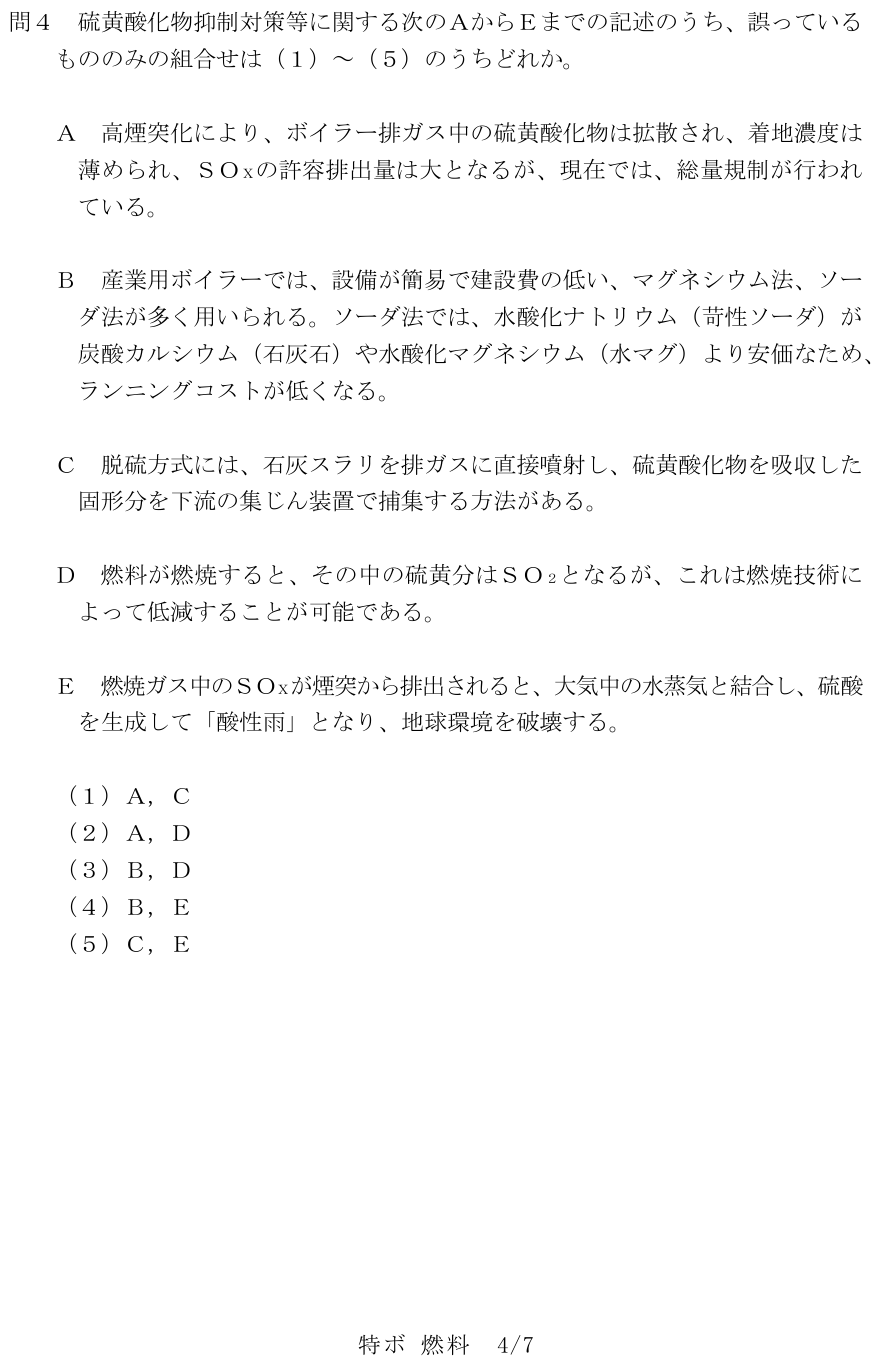 問４　硫黄酸化物抑制対策等に関する次のＡからＥまでの記述のうち、誤っている
もののみの組合せは（１）～（５）のうちどれか。
Ａ　高煙突化により、ボイラー排ガス中の硫黄酸化物は拡散され、着地濃度は
薄められ、ＳＯxの許容排出量は大となるが、現在では、総量規制が行われ
ている。
Ｂ　産業用ボイラーでは、設備が簡易で建設費の低い、マグネシウム法、ソー
ダ法が多く用いられる。ソーダ法では、水酸化ナトリウム（苛性ソーダ）が
炭酸カルシウム（石灰石）や水酸化マグネシウム（水マグ）より安価なため、
ランニングコストが低くなる。
Ｃ　脱硫方式には、石灰スラリを排ガスに直接噴射し、硫黄酸化物を吸収した
固形分を下流の集じん装置で捕集する方法がある。
Ｄ　燃料が燃焼すると、その中の硫黄分はＳＯ₂となるが、これは燃焼技術に
よって低減することが可能である。
Ｅ　燃焼ガス中のＳＯxが煙突から排出されると、大気中の水蒸気と結合し、硫酸
を生成して「酸性雨」となり、地球環境を破壊する。
（１）Ａ，Ｃ
（２）Ａ，Ｄ
（３）Ｂ，Ｄ
（４）Ｂ，Ｅ
（５）Ｃ，Ｅ
特ボ 燃料　4/7